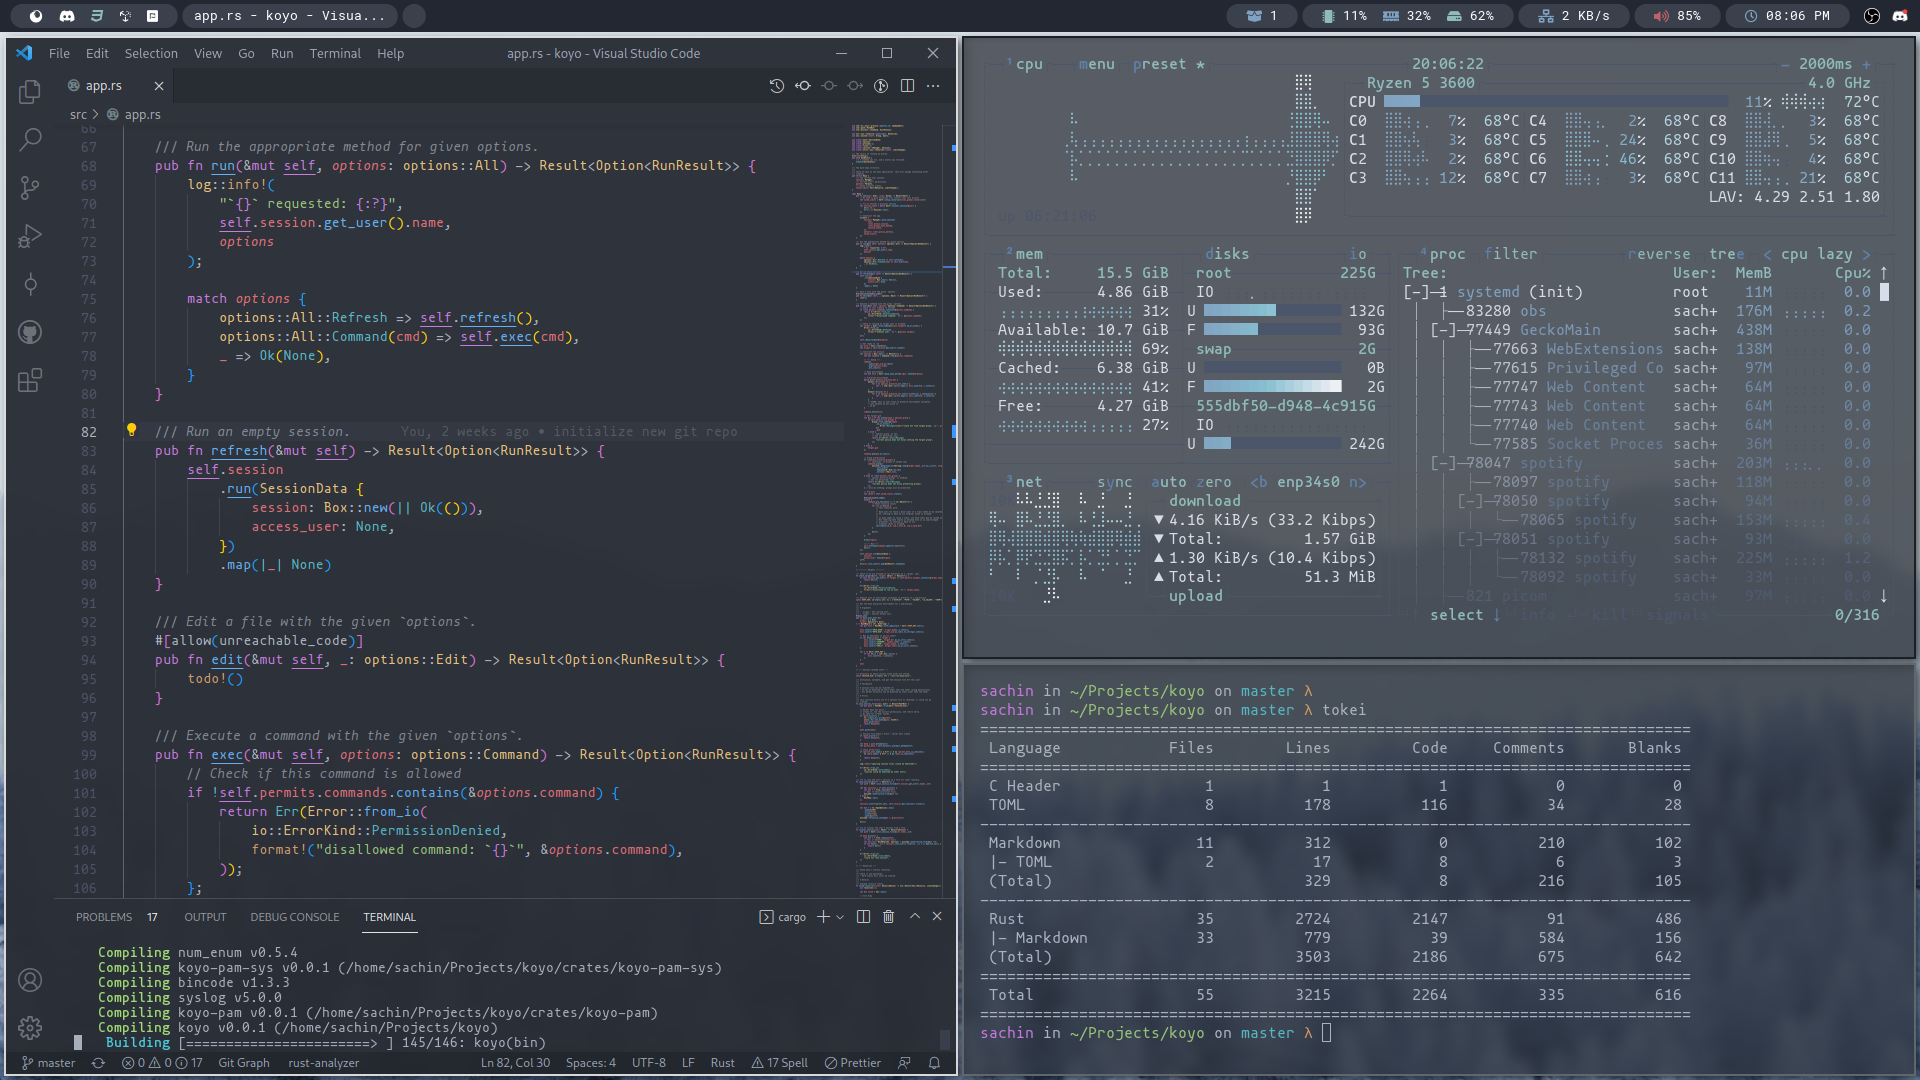 app.rs - koyo - Visua...
1
11% 32% 62%
2 KB/s
85%
08:06 PM
File Edit Selection View Go Run Terminal Help
app.rs - koyo - Visual Studio Code
app.rs
src > app.rs
66
67 /// Run the appropriate method for given options.
68 pub fn run(&mut self, options: options::All) -> Result<Option<RunResult>> {
69 log::info!(
70 "`{}` requested: {:?}",
71 self.session.get_user().name,
72 options
73 );
74
75 match options {
76 options::All::Refresh => self.refresh(),
77 options::All::Command(cmd) => self.exec(cmd),
78 _ => Ok(None),
79 }
80 }
81
82 /// Run an empty session. You, 2 weeks ago • initialize new git repo
83 pub fn refresh(&mut self) -> Result<Option<RunResult>> {
84 self.session
85 .run(SessionData {
86 session: Box::new(|| Ok(())),
87 access_user: None,
88 })
89 .map(|_| None)
90 }
91
92 /// Edit a file with the given `options`.
93 #[allow(unreachable_code)]
94 pub fn edit(&mut self, _: options::Edit) -> Result<Option<RunResult>> {
95 todo!()
96 }
97
98 /// Execute a command with the given `options`.
99 pub fn exec(&mut self, options: options::Command) -> Result<Option<RunResult>> {
100 // Check if this command is allowed
101 if !self.permits.commands.contains(&options.command) {
102 return Err(Error::from_io(
103 io::ErrorKind::PermissionDenied,
104 format!("disallowed command: `{}`", &options.command),
105 ));
106 };
PROBLEMS 17 OUTPUT DEBUG CONSOLE TERMINAL cargo
Compiling num_enum v0.5.4
Compiling koyo-pam-sys v0.0.1 (/home/sachin/Projects/koyo/crates/koyo-pam-sys)
Compiling bincode v1.3.3
Compiling syslog v5.0.0
Compiling koyo-pam v0.0.1 (/home/sachin/Projects/koyo/crates/koyo-pam)
Compiling koyo v0.0.1 (/home/sachin/Projects/koyo)
Building [=======================> ] 145/146: koyo(bin)
master 0 0 17 Git Graph rust-analyzer Ln 82, Col 30 Spaces: 4 UTF-8 LF Rust 17 Spell Prettier
1cpu menu preset * 20:06:22 - 2000ms +
Ryzen 5 3600 4.0 GHz
CPU 11% 72°C
C0 7% 68°C C4 2% 68°C C8 3% 68°C
C1 3% 68°C C5 24% 68°C C9 5% 68°C
C2 2% 68°C C6 46% 68°C C10 4% 68°C
C3 12% 68°C C7 3% 68°C C11 21% 68°C
LAV: 4.29 2.51 1.80
up 06:21:06
2mem disks io
Total: 15.5 GiB root 225G
Used: 4.86 GiB IO
31% U 132G
Available: 10.7 GiB F 93G
69% swap 2G
Cached: 6.38 GiB U 0B
41% F 2G
Free: 4.27 GiB 555dbf50-d948-4c915G
27% IO
U 242G
4proc filter reverse tree < cpu lazy >
Tree: User: MemB Cpu% ↑
[-]─1 systemd (init) root 11M 0.0
├─83280 obs sach+ 176M 0.2
[-]─77449 GeckoMain sach+ 438M 0.0
├─77663 WebExtensions sach+ 138M 0.0
├─77615 Privileged Co sach+ 97M 0.0
├─77747 Web Content sach+ 64M 0.0
├─77743 Web Content sach+ 64M 0.0
├─77740 Web Content sach+ 64M 0.0
└─77585 Socket Proces sach+ 36M 0.0
[-]─78047 spotify sach+ 203M 0.0
├─78097 spotify sach+ 118M 0.0
[-]─78050 spotify sach+ 94M 0.0
└─78065 spotify sach+ 153M 0.4
[-]─78051 spotify sach+ 93M 0.0
├─78132 spotify sach+ 225M 1.2
└─78092 spotify sach+ 33M 0.0
├─821 picom sach+ 97M 0.0 ↓
select ↓ info kill signals 0/316
3net sync auto zero <b enp34s0 n>
10K
download
▼ 4.16 KiB/s (33.2 Kibps)
▼ Total: 1.57 GiB
▲ 1.30 KiB/s (10.4 Kibps)
▲ Total: 51.3 MiB
10K
upload
sachin in ~/Projects/koyo on master λ
sachin in ~/Projects/koyo on master λ tokei
Language Files Lines Code Comments Blanks
C Header 1 1 1 0 0
TOML 8 178 116 34 28
Markdown 11 312 0 210 102
|- TOML 2 17 8 6 3
(Total) 329 8 216 105
Rust 35 2724 2147 91 486
|- Markdown 33 779 39 584 156
(Total) 3503 2186 675 642
Total 55 3215 2264 335 616
sachin in ~/Projects/koyo on master λ